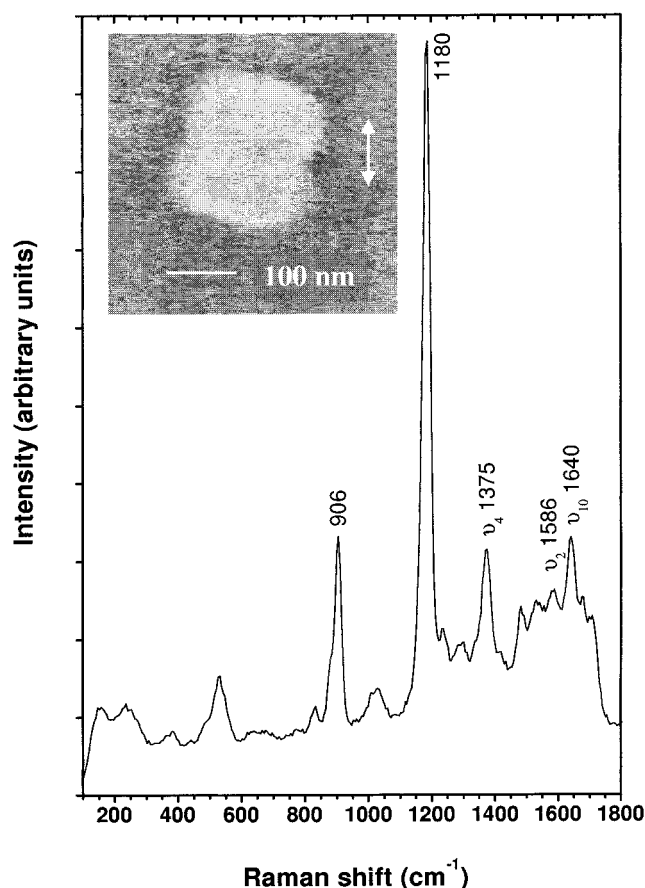 1180
100 nm
906
υ₄ 1375
υ₂ 1586
υ₁₀ 1640
Intensity (arbitrary units)
200 400 600 800 1000 1200 1400 1600 1800
Raman shift (cm⁻¹)